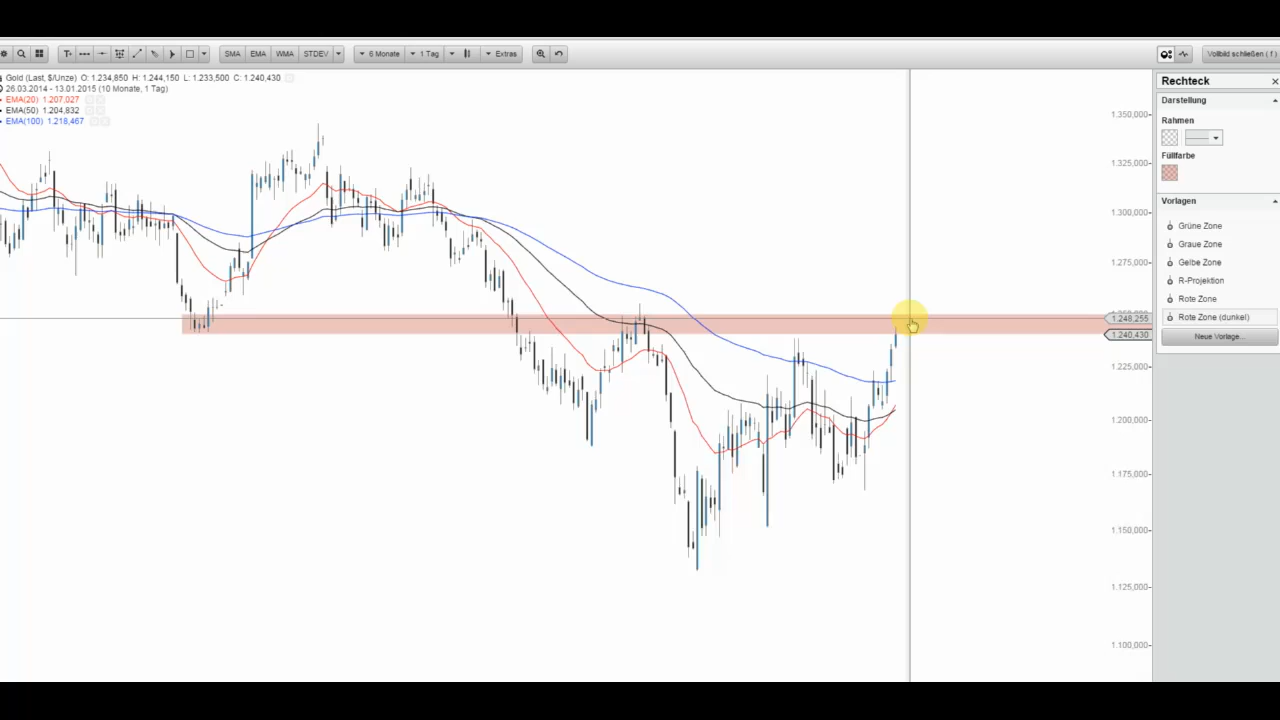 T+
SMA EMA WMA STDEV
6 Monate
1 Tag
Extras
Vollbild schließen ( f )
Gold (Last, $/Unze) O: 1.234,850 H: 1.244,150 L: 1.233,500 C: 1.240,430
26.03.2014 - 13.01.2015 (10 Monate, 1 Tag)
EMA(20) 1.207,027
EMA(50) 1.204,832
EMA(100) 1.218,467
1.350,000
1.325,000
1.300,000
1.275,000
1.240,430
1.225,000
1.200,000
1.175,000
1.150,000
1.125,000
1.100,000
Rechteck
Darstellung
Rahmen
Füllfarbe
Vorlagen
Grüne Zone
Graue Zone
Gelbe Zone
R-Projektion
Rote Zone
Rote Zone (dunkel)
Neue Vorlage...